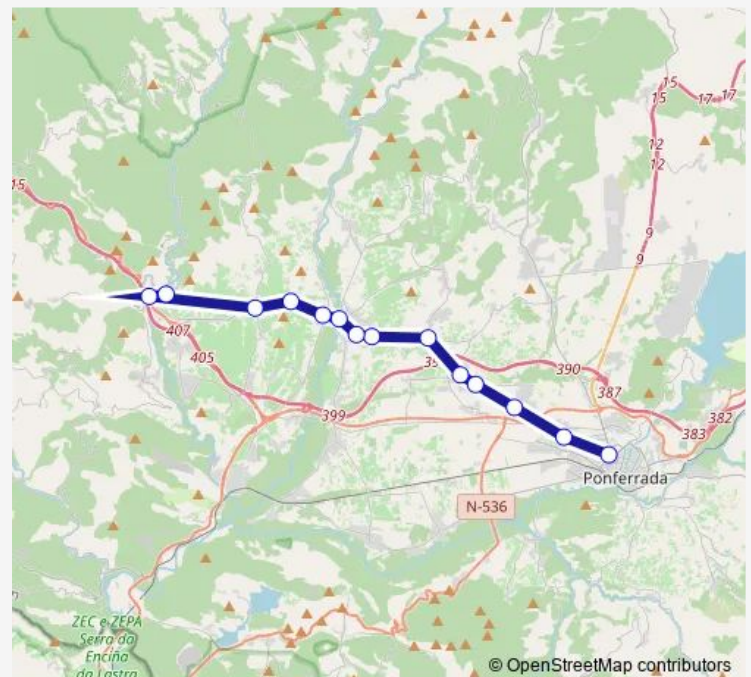 15
17
17
15
12
12
9
9
15
407
405
399
390
387
383
382
Ponferrada
N-536
ZEC e ZEPA
Serra da
Enciña
da Lastra
© OpenStreetMap contributors